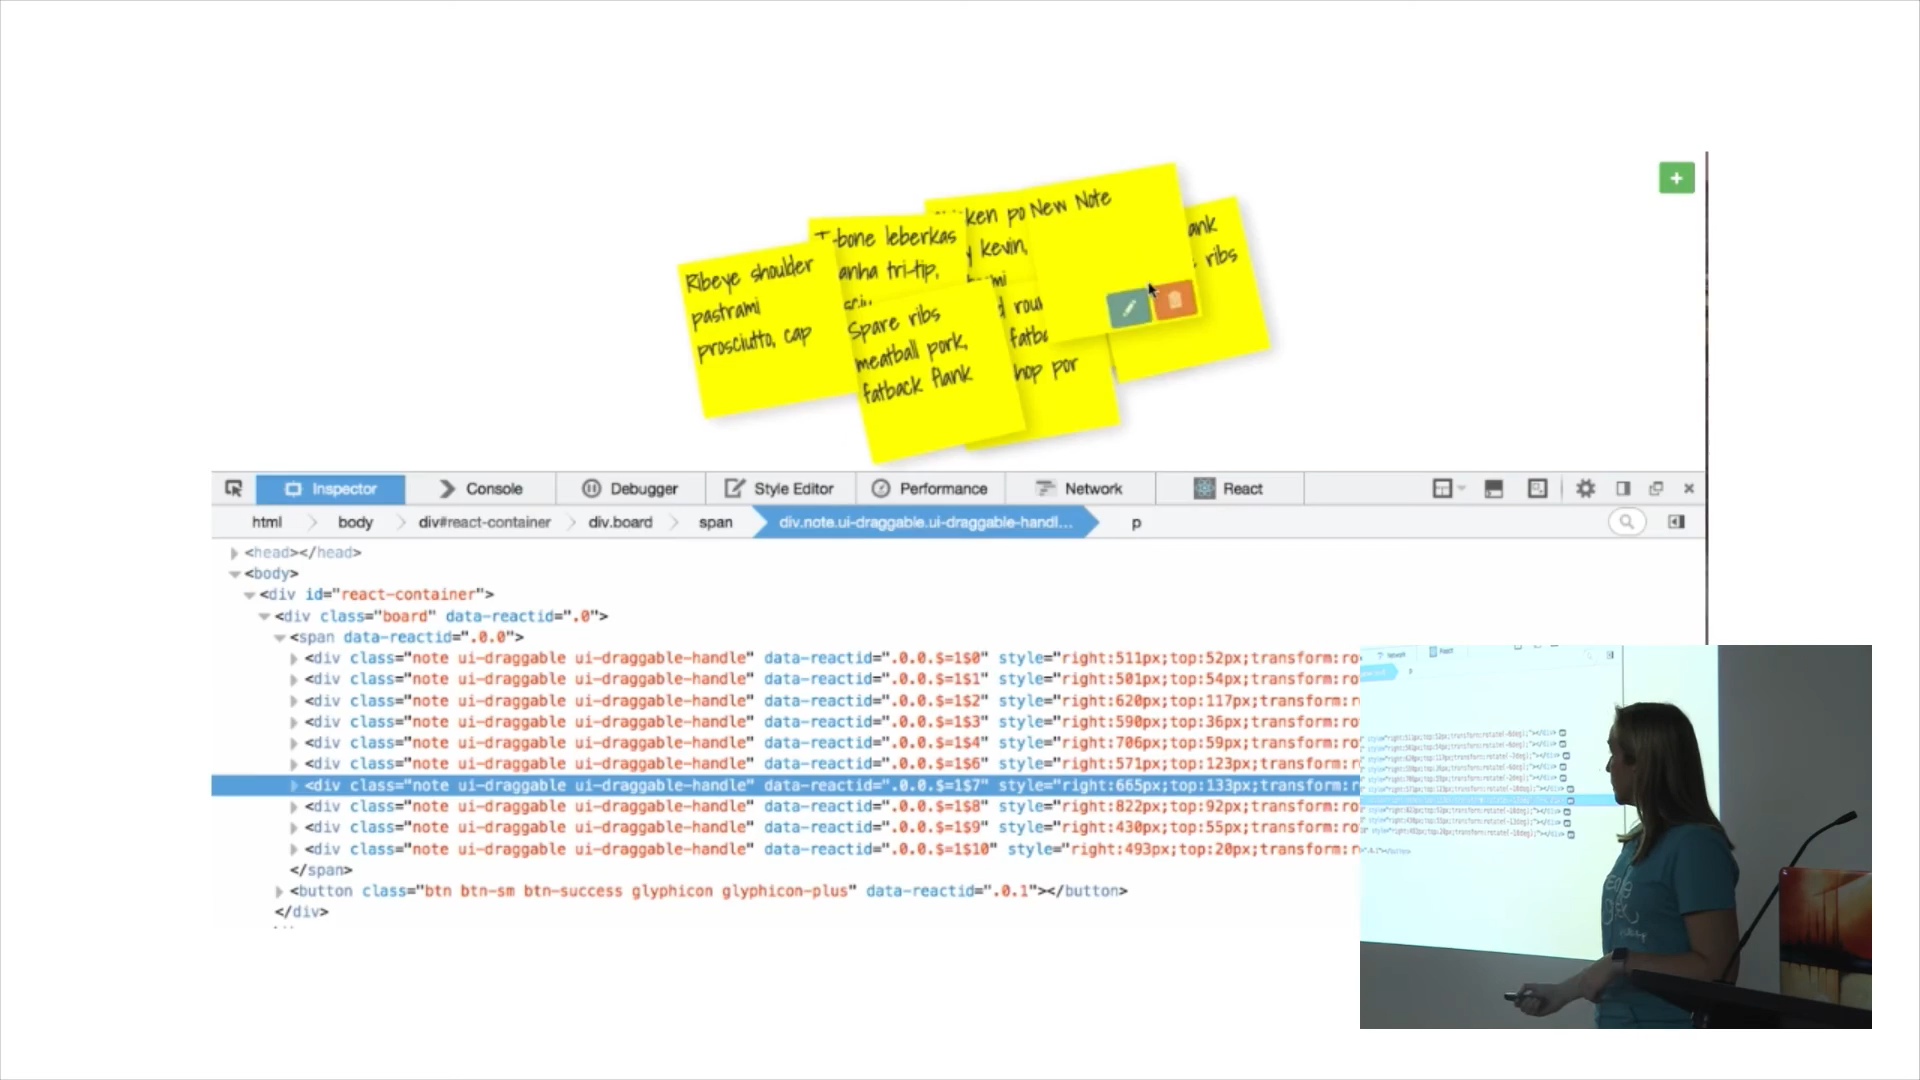 +
Ribeye shoulder
pastrami
prosciutto, cap
T-bone leberkas
anha tri-tip,
Spare ribs
meatball pork,
fatback flank
ken po
kevin,
rou
fatb
hop por
New Note
ank
ribs
Inspector Console Debugger Style Editor Performance Network React
html body div#react-container div.board span div.note.ui-draggable.ui-draggable-handl... p
<head></head>
<body>
<div id="react-container">
<div class="board" data-reactid=".0">
<span data-reactid=".0.0">
<div class="note ui-draggable ui-draggable-handle" data-reactid=".0.0.$=1$0" style="right:511px;top:52px;transform:ro
<div class="note ui-draggable ui-draggable-handle" data-reactid=".0.0.$=1$1" style="right:501px;top:54px;transform:ro
<div class="note ui-draggable ui-draggable-handle" data-reactid=".0.0.$=1$2" style="right:620px;top:117px;transform:r
<div class="note ui-draggable ui-draggable-handle" data-reactid=".0.0.$=1$3" style="right:590px;top:36px;transform:ro
<div class="note ui-draggable ui-draggable-handle" data-reactid=".0.0.$=1$4" style="right:706px;top:59px;transform:ro
<div class="note ui-draggable ui-draggable-handle" data-reactid=".0.0.$=1$6" style="right:571px;top:123px;transform:r
<div class="note ui-draggable ui-draggable-handle" data-reactid=".0.0.$=1$7" style="right:665px;top:133px;transform:r
<div class="note ui-draggable ui-draggable-handle" data-reactid=".0.0.$=1$8" style="right:822px;top:92px;transform:ro
<div class="note ui-draggable ui-draggable-handle" data-reactid=".0.0.$=1$9" style="right:430px;top:55px;transform:ro
<div class="note ui-draggable ui-draggable-handle" data-reactid=".0.0.$=1$10" style="right:493px;top:20px;transform:r
</span>
<button class="btn btn-sm btn-success glyphicon glyphicon-plus" data-reactid=".0.1"></button>
</div>